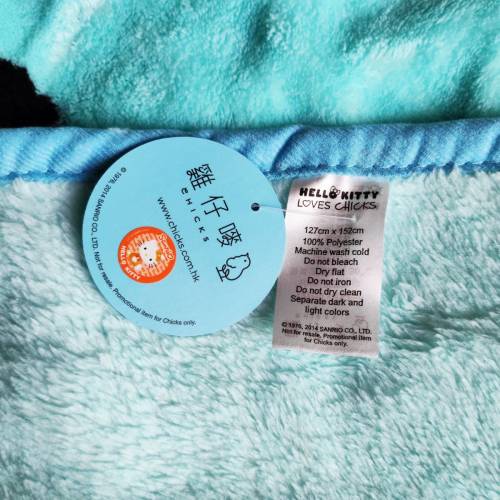 雞仔嘜
CHICKS
www.chicks.com.hk
HELLO KITTY
© 1976, 2014 SANRIO CO., LTD.
Not for resale. Promotional item for Chicks only.
HELLO KITTY
LOVES CHICKS
127cm x 152cm
100% Polyester
Machine wash cold
Do not bleach
Dry flat
Do not iron
Do not dry clean
Separate dark and
light colors
© 1976, 2014 SANRIO CO., LTD.
Not for resale. Promotional item
for Chicks only.